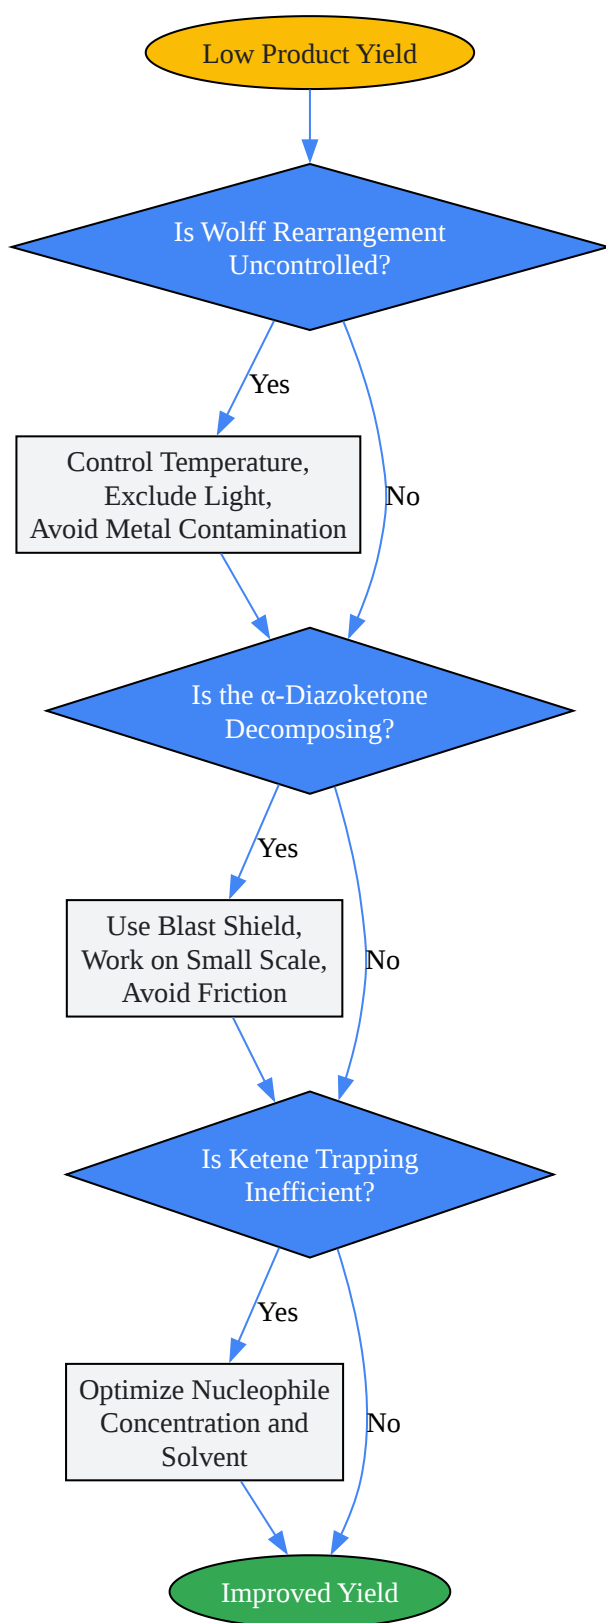 Low Product Yield
Is Wolff Rearrangement
Uncontrolled?
Yes
Control Temperature,
Exclude Light,
Avoid Metal Contamination
No
Is the α-Diazoketone
Decomposing?
Yes
Use Blast Shield,
Work on Small Scale,
Avoid Friction
No
Is Ketene Trapping
Inefficient?
Yes
Optimize Nucleophile
Concentration and
Solvent
No
Improved Yield